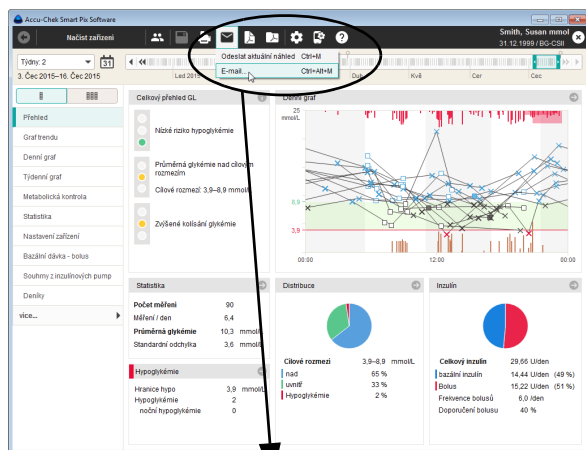 Accu-Chek Smart Pix Software
Načíst zařízení
Smith, Susan mmol
31.12.1999 / BG-CSII
Odeslat aktuální náhled Ctrl+M
E-mail... Ctrl+Alt+M
Týdny: 2
31
3. Čec 2015–16. Čec 2015
Led 2015
Dub
Kvě
Čer
Čec
Přehled
Graf trendu
Denní graf
Týdenní graf
Metabolická kontrola
Statistika
Nastavení zařízení
Bazální dávka - bolus
Souhrny z inzulínových pump
Deníky
více...
Celkový přehled GL
Nízké riziko hypoglykémie
Průměrná glykémie nad cílovým
rozmezím
Cílové rozmezí: 3,9–8,9 mmol/L
Zvýšené kolísání glykémie
Denní graf
25
mmol/L
8,9
3,9
00:00
12:00
00:00
Statistika
Počet měření 90
Měření / den 6,4
Průměrná glykémie 10,3 mmol/L
Standardní odchylka 3,6 mmol/L
Hypoglykémie
Hranice hypo 3,9 mmol/L
Hypoglykémie 2
noční hypoglykémie 0
Distribuce
Cílové rozmezí 3,9–8,9 mmol/L
nad 65 %
uvnitř 33 %
Hypoglykémie 2 %
Inzulín
Celkový inzulín 29,66 U/den
bazální inzulín 14,44 U/den (49 %)
Bolus 15,22 U/den (51 %)
Frekvence bolusů 6,0 /den
Doporučení bolusu 40 %